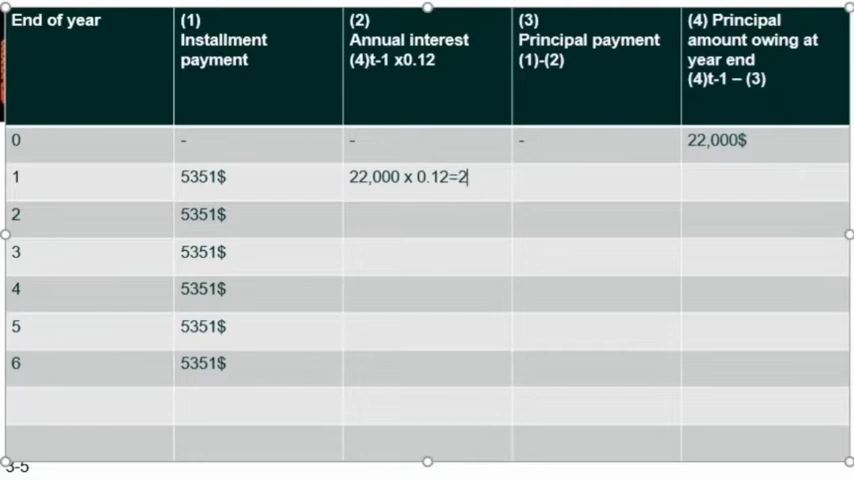 End of year
(1)
Installment
payment
(2)
Annual interest
(4)t-1 x0.12
(3)
Principal payment
(1)-(2)
(4) Principal
amount owing at
year end
(4)t-1 – (3)
0 - - - 22,000$
1 5351$ 22,000 x 0.12=2
2 5351$
3 5351$
4 5351$
5 5351$
6 5351$
3-5